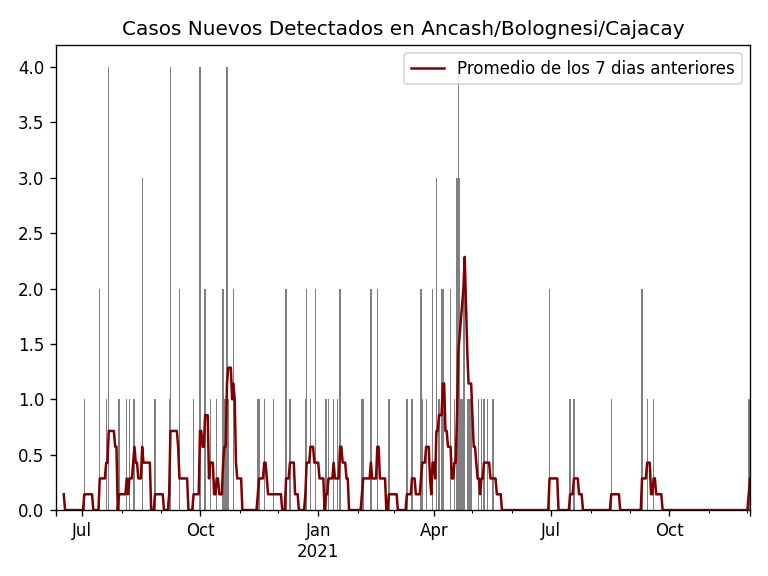 Casos Nuevos Detectados en Ancash/Bolognesi/Cajacay
Promedio de los 7 dias anteriores
4.0
3.5
3.0
2.5
2.0
1.5
1.0
0.5
0.0
Jul
Oct
Jan
Apr
Jul
Oct
2021